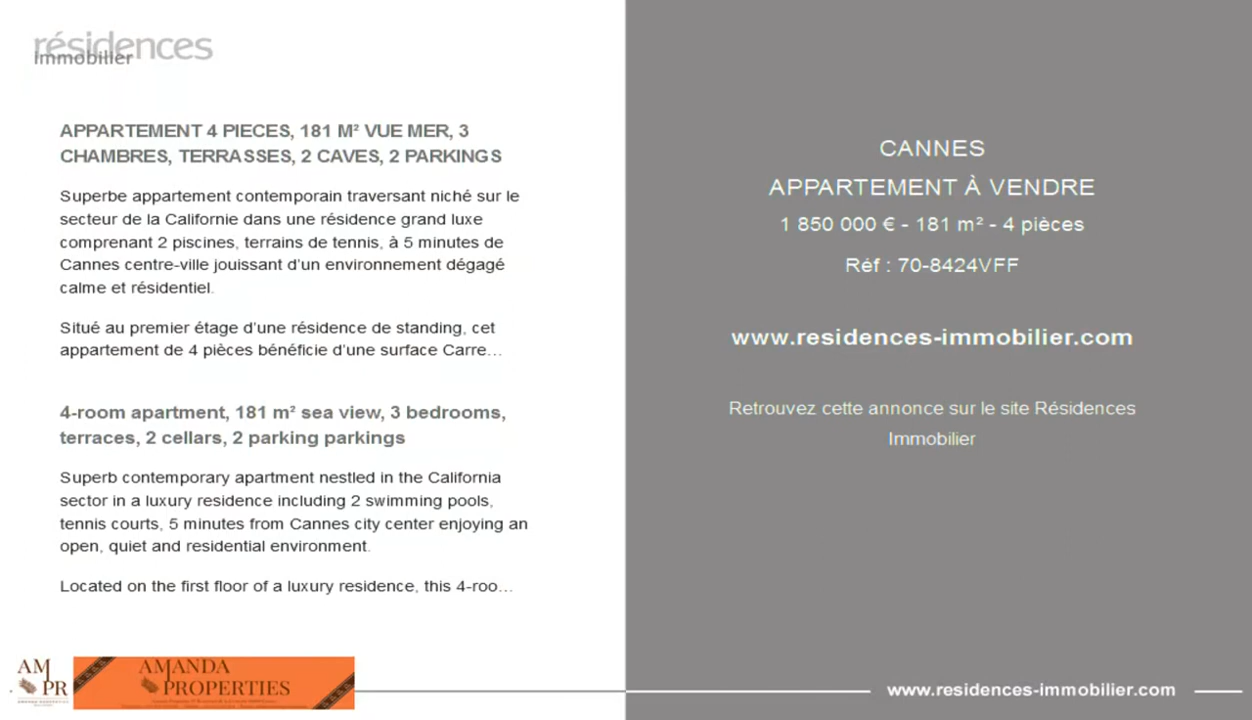 résidences
Immobilier
APPARTEMENT 4 PIECES, 181 M² VUE MER, 3
CHAMBRES, TERRASSES, 2 CAVES, 2 PARKINGS
Superbe appartement contemporain traversant niché sur le
secteur de la Californie dans une résidence grand luxe
comprenant 2 piscines, terrains de tennis, à 5 minutes de
Cannes centre-ville jouissant d'un environnement dégagé
calme et résidentiel.
Situé au premier étage d'une résidence de standing, cet
appartement de 4 pièces bénéficie d'une surface Carre...
4-room apartment, 181 m² sea view, 3 bedrooms,
terraces, 2 cellars, 2 parking parkings
Superb contemporary apartment nestled in the California
sector in a luxury residence including 2 swimming pools,
tennis courts, 5 minutes from Cannes city center enjoying an
open, quiet and residential environment.
Located on the first floor of a luxury residence, this 4-roo...
AM
PR
AMANDA
PROPERTIES
CANNES
APPARTEMENT À VENDRE
1 850 000 € - 181 m² - 4 pièces
Réf : 70-8424VFF
www.residences-immobilier.com
Retrouvez cette annonce sur le site Résidences
Immobilier
www.residences-immobilier.com